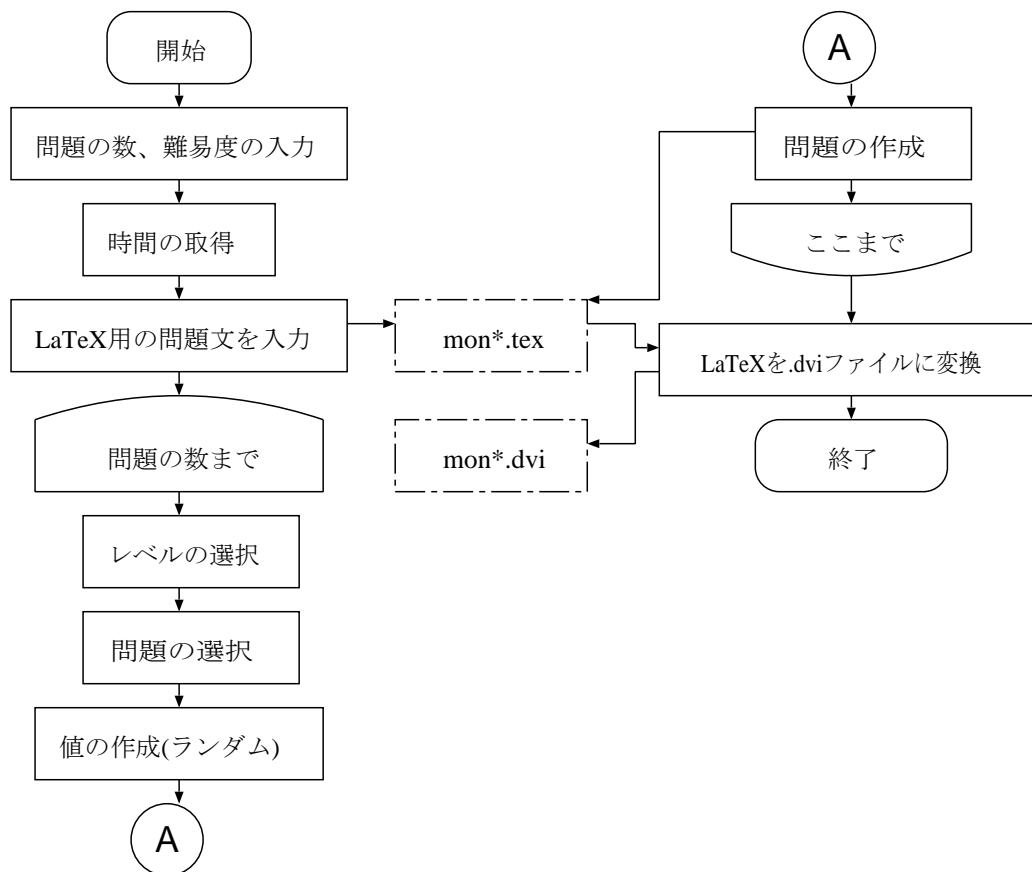 開始
問題の数、難易度の入力
時間の取得
LaTeX用の問題文を入力
問題の数まで
レベルの選択
問題の選択
値の作成(ランダム)
A
mon*.tex
mon*.dvi
A
問題の作成
ここまで
LaTeXを.dviファイルに変換
終了